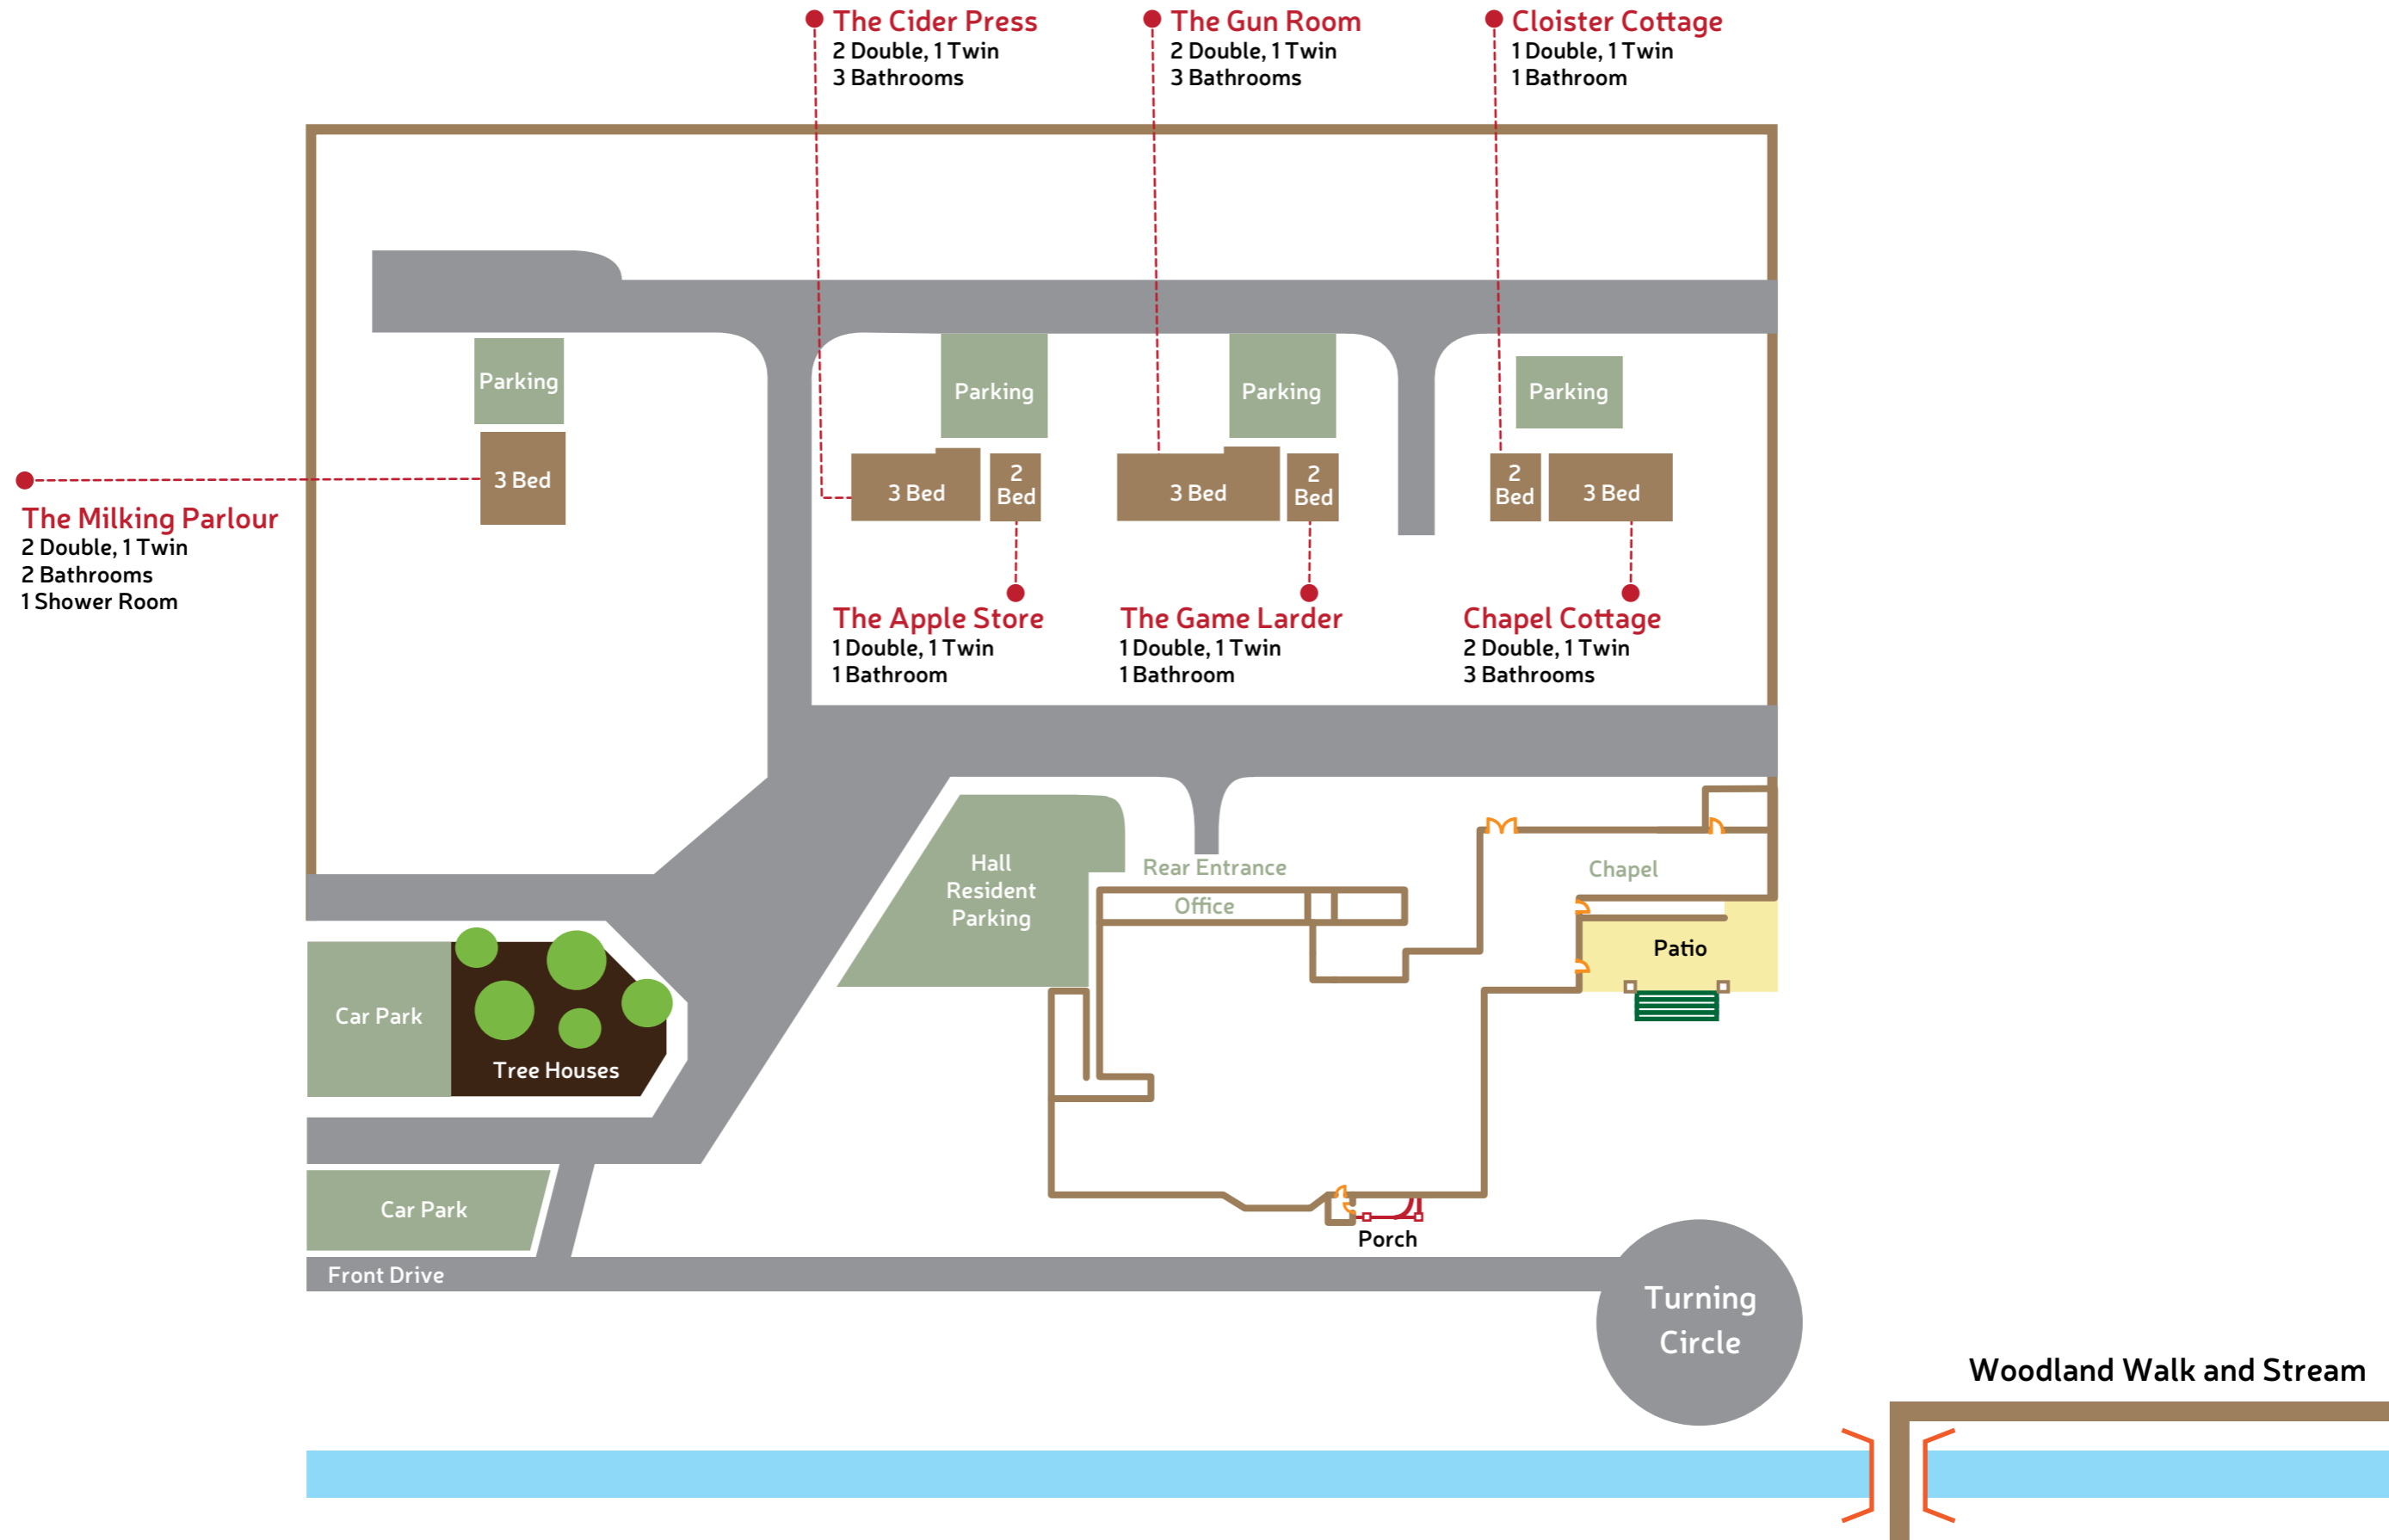 The Cider Press
2 Double, 1 Twin
3 Bathrooms
The Gun Room
2 Double, 1 Twin
3 Bathrooms
Cloister Cottage
1 Double, 1 Twin
1 Bathroom
Parking
Parking
Parking
Parking
3 Bed
3 Bed
2
Bed
3 Bed
2
Bed
2
Bed
3 Bed
The Milking Parlour
2 Double, 1 Twin
2 Bathrooms
1 Shower Room
The Apple Store
1 Double, 1 Twin
1 Bathroom
The Game Larder
1 Double, 1 Twin
1 Bathroom
Chapel Cottage
2 Double, 1 Twin
3 Bathrooms
Hall
Resident
Parking
Rear Entrance
Office
Chapel
Patio
Car Park
Tree Houses
Car Park
Porch
Front Drive
Turning
Circle
Woodland Walk and Stream